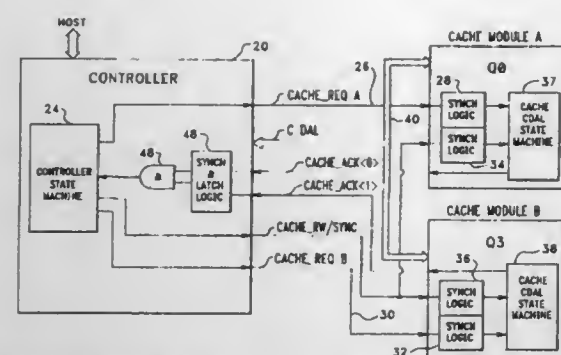 HOST
20
CONTROLLER
24
CONTROLLER
STATE
MACHINE
48
&
48
SYNCH
&
LATCH
LOGIC
26
CACHE_REQ A
C DAL
CACHE_ACK<0>
CACHE_ACK<1>
CACHE_RW/SYNC
CACHE_REQ B
30
40
CACHE MODULE A
Q0
28
SYNCH
LOGIC
SYNCH
LOGIC
34
37
CACHE
CDAL
STATE
MACHINE
CACHE MODULE B
Q3
36
SYNCH
LOGIC
SYNCH
LOGIC
32
38
CACHE
CDAL
STATE
MACHINE